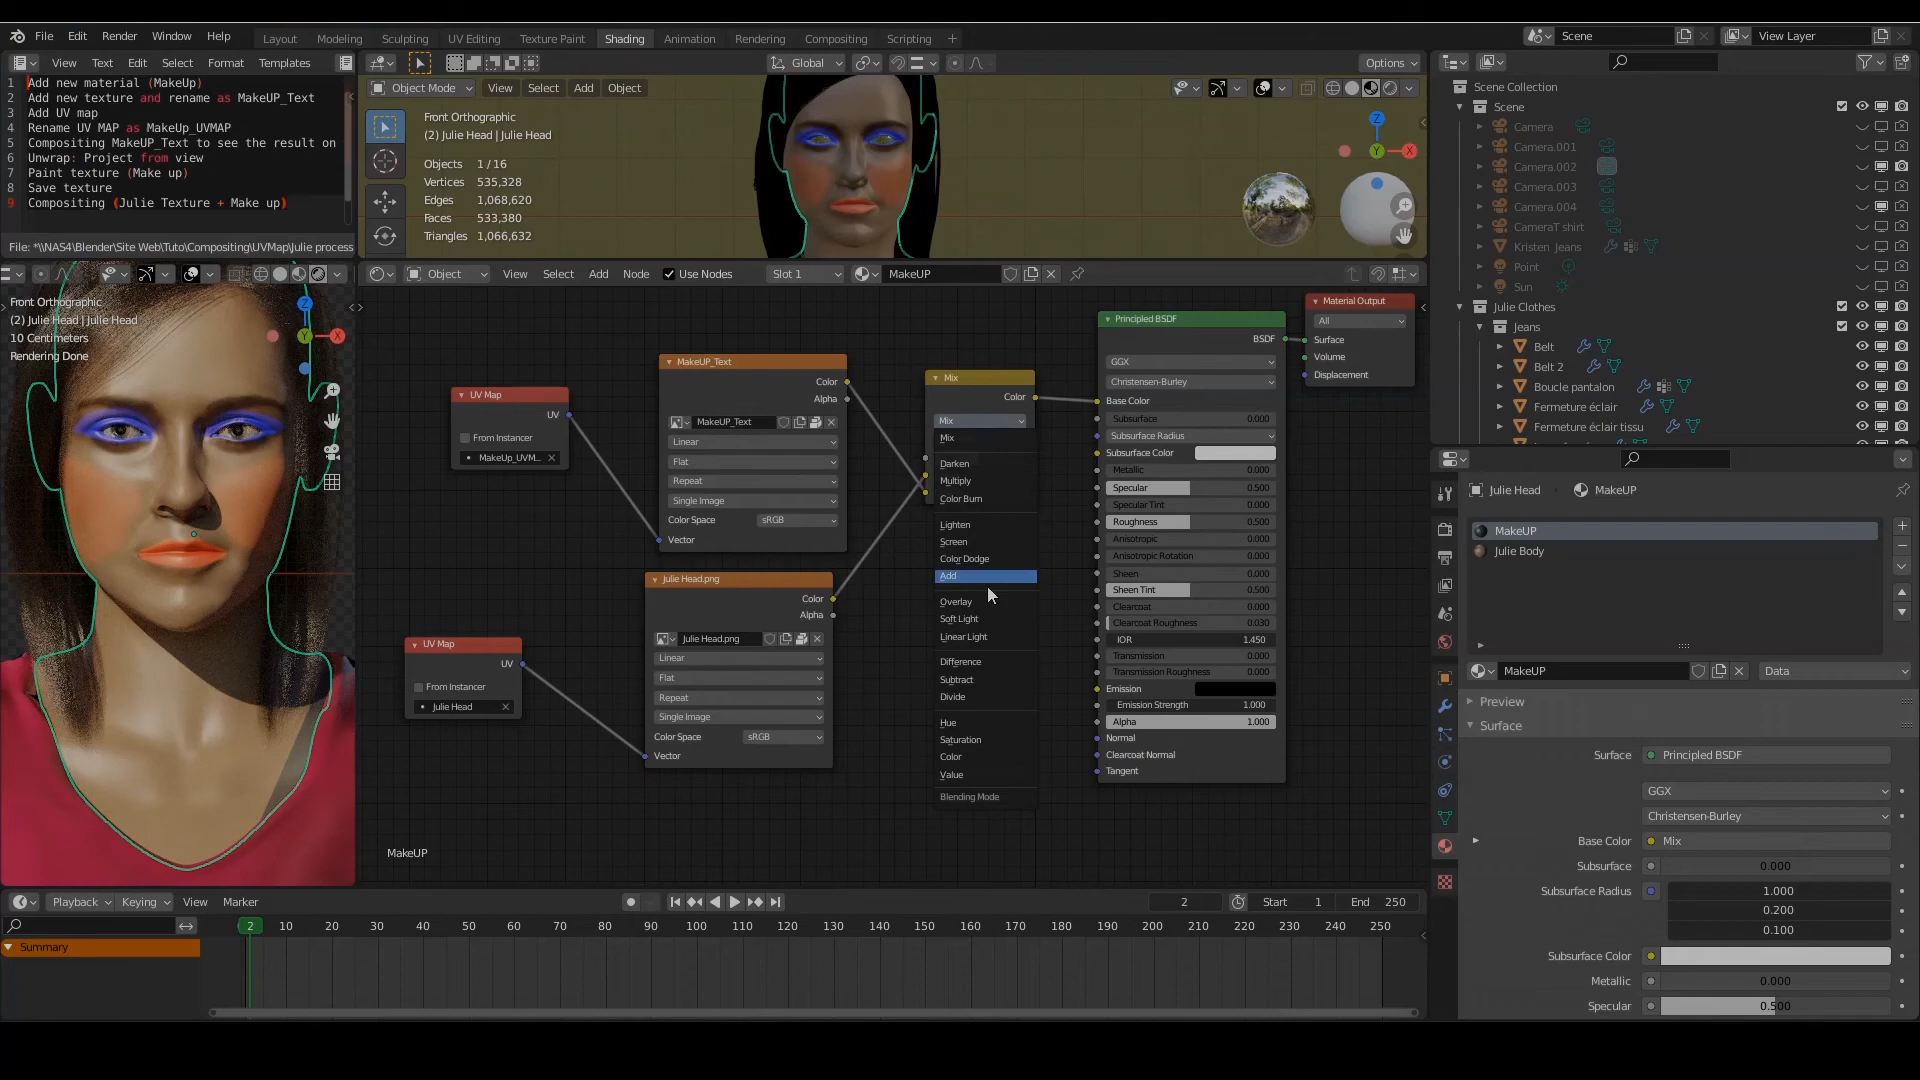 File Edit Render Window Help Layout Modeling Sculpting UV Editing Texture Paint Shading Animation Rendering Compositing Scripting + Scene View Layer
View Text Edit Select Format Templates
1 Add new material (MakeUp)
2 Add new texture and rename as MakeUP_Text
3 Add UV map
4 Rename UV MAP as MakeUp_UVMAP
5 Compositing MakeUP_Text to see the result on
6 Unwrap: Project from view
7 Paint texture (Make up)
8 Save texture
9 Compositing (Julie Texture + Make up)
File: *\\NAS4\Blender\Site Web\Tuto\Compositing\UVMap\Julie process
Global Options
Object Mode View Select Add Object
Front Orthographic
(2) Julie Head | Julie Head
Objects 1 / 16
Vertices 535,328
Edges 1,068,620
Faces 533,380
Triangles 1,066,632
Z
Y
X
Front Orthographic
(2) Julie Head | Julie Head
10 Centimeters
Rendering Done
Z
Y
X
Object View Select Add Node Use Nodes Slot 1 MakeUP
UV Map
UV
From Instancer
MakeUp_UVM...
MakeUP_Text
Color
Alpha
MakeUP_Text
Linear
Flat
Repeat
Single Image
Color Space sRGB
Vector
UV Map
UV
From Instancer
Julie Head
Julie Head.png
Color
Alpha
Julie Head.png
Linear
Flat
Repeat
Single Image
Color Space sRGB
Vector
Mix
Color
Mix
Mix
Darken
Multiply
Color Burn
Lighten
Screen
Color Dodge
Add
Overlay
Soft Light
Linear Light
Difference
Subtract
Divide
Hue
Saturation
Color
Value
Blending Mode
Principled BSDF
BSDF
GGX
Christensen-Burley
Base Color
Subsurface 0.000
Subsurface Radius
Subsurface Color
Metallic 0.000
Specular 0.500
Specular Tint 0.000
Roughness 0.500
Anisotropic 0.000
Anisotropic Rotation 0.000
Sheen 0.000
Sheen Tint 0.500
Clearcoat 0.000
Clearcoat Roughness 0.030
IOR 1.450
Transmission 0.000
Transmission Roughness 0.000
Emission
Emission Strength 1.000
Alpha 1.000
Normal
Clearcoat Normal
Tangent
Material Output
All
Surface
Volume
Displacement
MakeUP
Playback Keying View Marker 2 Start 1 End 250
2 10 20 30 40 50 60 70 80 90 100 110 120 130 140 150 160 170 180 190 200 210 220 230 240 250
Summary
Scene Collection
Scene
Camera
Camera.001
Camera.002
Camera.003
Camera.004
CameraT shirt
Kristen Jeans
Point
Sun
Julie Clothes
Jeans
Belt
Belt 2
Boucle pantalon
Fermeture éclair
Fermeture éclair tissu
Julie Head MakeUP
MakeUP
Julie Body
MakeUP Data
Preview
Surface
Surface Principled BSDF
GGX
Christensen-Burley
Base Color Mix
Subsurface 0.000
Subsurface Radius 1.000
0.200
0.100
Subsurface Color
Metallic 0.000
Specular 0.500